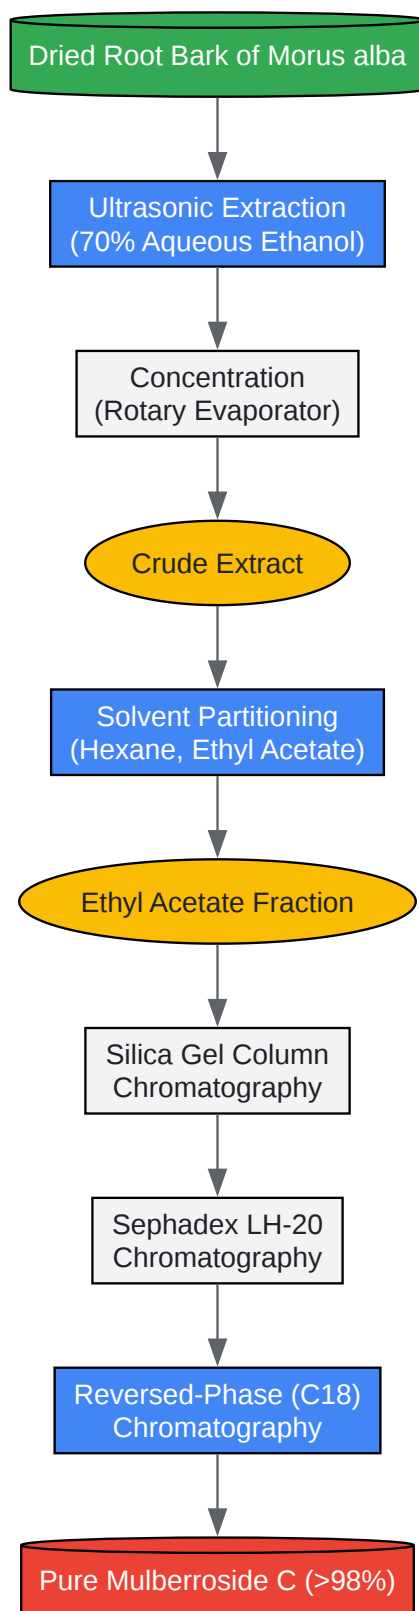 Dried Root Bark of Morus alba
Ultrasonic Extraction
(70% Aqueous Ethanol)
Concentration
(Rotary Evaporator)
Crude Extract
Solvent Partitioning
(Hexane, Ethyl Acetate)
Ethyl Acetate Fraction
Silica Gel Column
Chromatography
Sephadex LH-20
Chromatography
Reversed-Phase (C18)
Chromatography
Pure Mulberroside C (>98%)